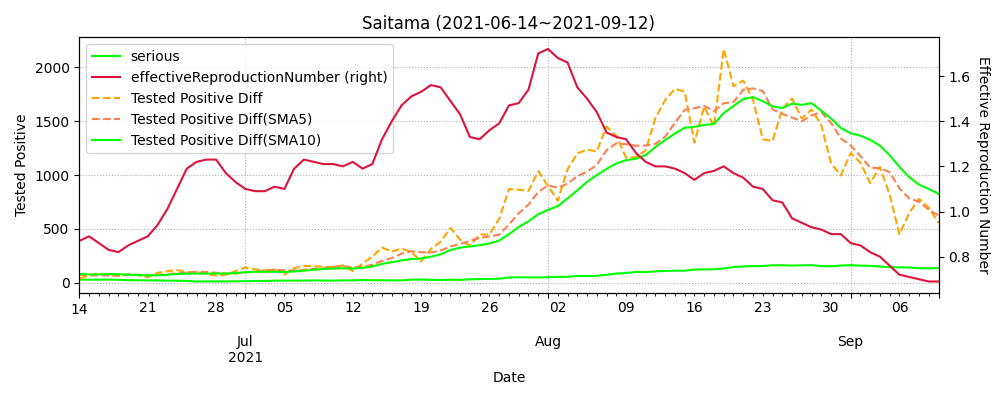 Saitama (2021-06-14~2021-09-12)
serious
effectiveReproductionNumber (right)
Tested Positive Diff
Tested Positive Diff(SMA5)
Tested Positive Diff(SMA10)
Tested Positive
2000
1500
1000
500
0
Effective Reproduction Number
1.6
1.4
1.2
1.0
0.8
14 21 28 05 12 19 26 02 09 16 23 30 06
Jul Aug Sep
2021
Date